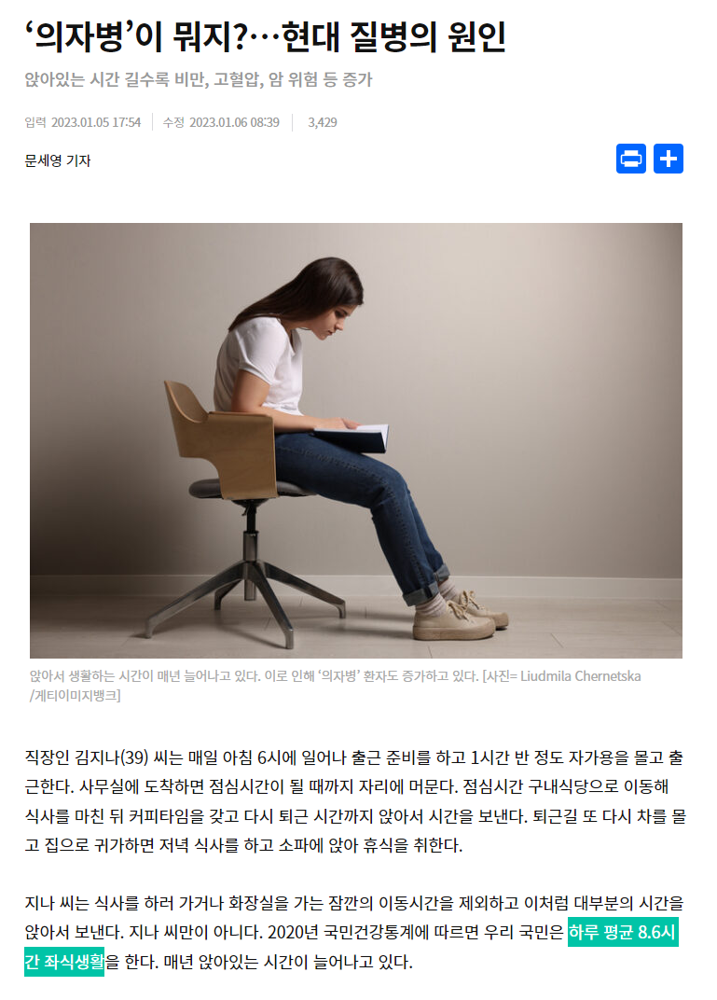 ‘의자병’이 뭐지?…현대 질병의 원인
앉아있는 시간 길수록 비만, 고혈압, 암 위험 등 증가
입력 2023.01.05 17:54 수정 2023.01.06 08:39 3,429
문세영 기자
앉아서 생활하는 시간이 매년 늘어나고 있다. 이로 인해 ‘의자병’ 환자도 증가하고 있다. [사진= Liudmila Chernetska
/게티이미지뱅크]
직장인 김지나(39) 씨는 매일 아침 6시에 일어나 출근 준비를 하고 1시간 반 정도 자가용을 몰고 출
근한다. 사무실에 도착하면 점심시간이 될 때까지 자리에 머문다. 점심시간 구내식당으로 이동해
식사를 마친 뒤 커피타임을 갖고 다시 퇴근 시간까지 앉아서 시간을 보낸다. 퇴근길 또 다시 차를 몰
고 집으로 귀가하면 저녁 식사를 하고 소파에 앉아 휴식을 취한다.
지나 씨는 식사를 하러 가거나 화장실을 가는 잠깐의 이동시간을 제외하고 이처럼 대부분의 시간을
앉아서 보낸다. 지나 씨만이 아니다. 2020년 국민건강통계에 따르면 우리 국민은 하루 평균 8.6시
간 좌식생활을 한다. 매년 앉아있는 시간이 늘어나고 있다.